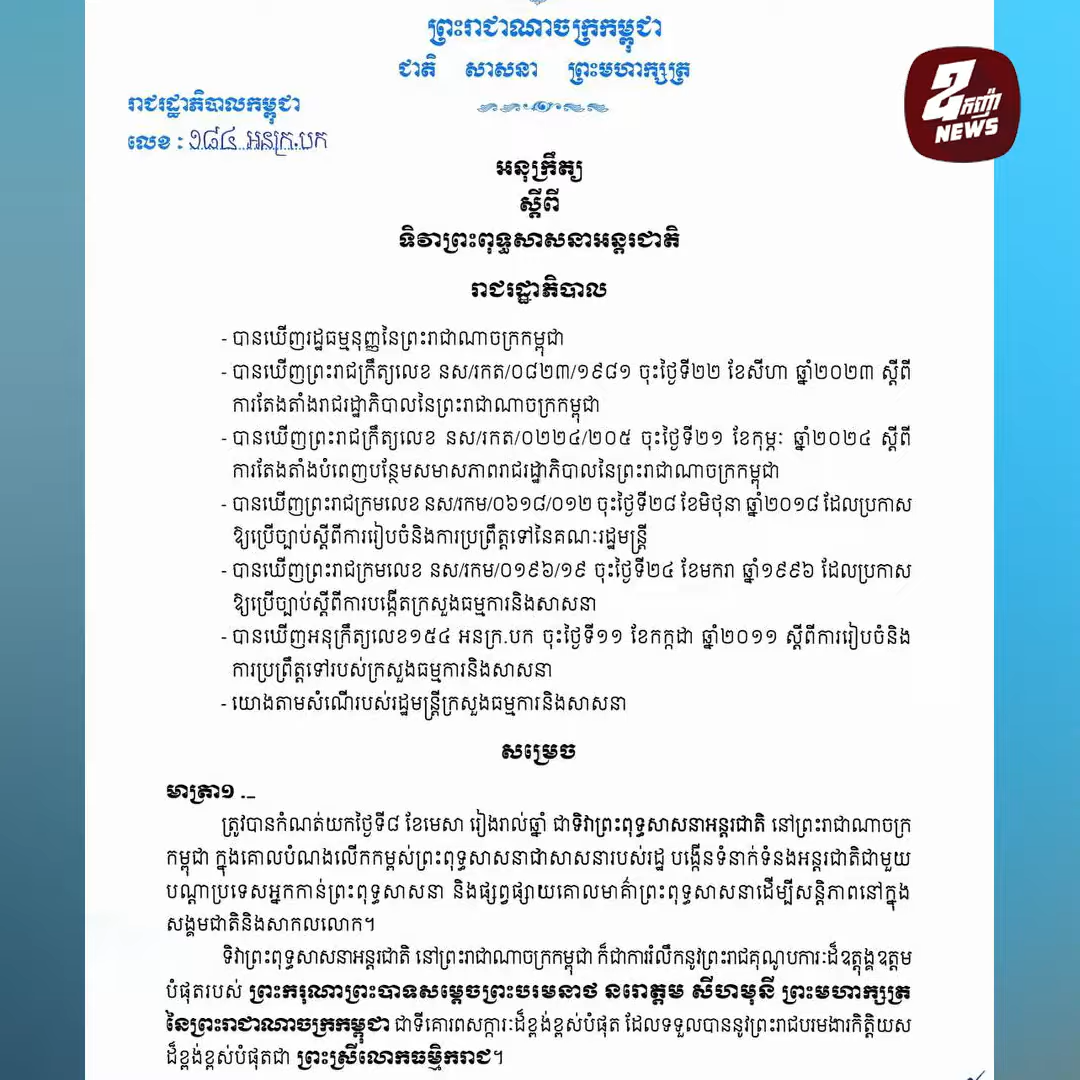 ព្រះរាជាណាចក្រកម្ពុជា
ជាតិ សាសនា ព្រះមហាក្សត្រ
រាជរដ្ឋាភិបាលកម្ពុជា
លេខ : ១៨៤ អនក្រ.បក
ឧកញ៉ា
NEWS
អនុក្រឹត្យ
ស្តីពី
ទិវាព្រះពុទ្ធសាសនាអន្តរជាតិ
រាជរដ្ឋាភិបាល
- បានឃើញរដ្ឋធម្មនុញ្ញនៃព្រះរាជាណាចក្រកម្ពុជា
- បានឃើញព្រះរាជក្រឹត្យលេខ នស/រកត/០៨២៣/១៩៨១ ចុះថ្ងៃទី២២ ខែសីហា ឆ្នាំ២០២៣ ស្តីពី
ការតែងតាំងរាជរដ្ឋាភិបាលនៃព្រះរាជាណាចក្រកម្ពុជា
- បានឃើញព្រះរាជក្រឹត្យលេខ នស/រកត/០២២៤/២០៥ ចុះថ្ងៃទី២១ ខែកុម្ភៈ ឆ្នាំ២០២៤ ស្តីពី
ការតែងតាំងបំពេញបន្ថែមសមាសភាពរាជរដ្ឋាភិបាលនៃព្រះរាជាណាចក្រកម្ពុជា
- បានឃើញព្រះរាជក្រមលេខ នស/រកម/០៦១៨/០១២ ចុះថ្ងៃទី២៨ ខែមិថុនា ឆ្នាំ២០១៨ ដែលប្រកាស
ឱ្យប្រើច្បាប់ស្តីពីការរៀបចំនិងការប្រព្រឹត្តទៅនៃគណៈរដ្ឋមន្ត្រី
- បានឃើញព្រះរាជក្រមលេខ នស/រកម/០១៩៦/១៩ ចុះថ្ងៃទី២៤ ខែមករា ឆ្នាំ១៩៩៦ ដែលប្រកាស
ឱ្យប្រើច្បាប់ស្តីពីការបង្កើតក្រសួងធម្មការនិងសាសនា
- បានឃើញអនុក្រឹត្យលេខ១៥៤ អនក្រ.បក ចុះថ្ងៃទី១១ ខែកក្កដា ឆ្នាំ២០១១ ស្តីពីការរៀបចំនិង
ការប្រព្រឹត្តទៅរបស់ក្រសួងធម្មការនិងសាសនា
- យោងតាមសំណើរបស់រដ្ឋមន្ត្រីក្រសួងធម្មការនិងសាសនា
សម្រេច
មាត្រា១ ._
ត្រូវបានកំណត់យកថ្ងៃទី៨ ខែមេសា រៀងរាល់ឆ្នាំ ជាទិវាព្រះពុទ្ធសាសនាអន្តរជាតិ នៅព្រះរាជាណាចក្រ
កម្ពុជា ក្នុងគោលបំណងលើកកម្ពស់ព្រះពុទ្ធសាសនាជាសាសនារបស់រដ្ឋ បង្កើនទំនាក់ទំនងអន្តរជាតិជាមួយ
បណ្តាប្រទេសអ្នកកាន់ព្រះពុទ្ធសាសនា និងផ្សព្វផ្សាយគោលមាគ៌ាព្រះពុទ្ធសាសនាដើម្បីសន្តិភាពនៅក្នុង
សង្គមជាតិនិងសាកលលោក។
ទិវាព្រះពុទ្ធសាសនាអន្តរជាតិ នៅព្រះរាជាណាចក្រកម្ពុជា ក៏ជាការរំលឹកនូវព្រះរាជគុណូបការៈដ៏ឧត្តុង្គឧត្តម
បំផុតរបស់ ព្រះករុណាព្រះបាទសម្តេចព្រះបរមនាថ នរោត្តម សីហមុនី ព្រះមហាក្សត្រ
នៃព្រះរាជាណាចក្រកម្ពុជា ជាទីគោរពសក្ការៈដ៏ខ្ពង់ខ្ពស់បំផុត ដែលទទួលបាននូវព្រះរាជបរមងារកិត្តិយស
ដ៏ខ្ពង់ខ្ពស់បំផុតជា ព្រះស្រីលោកធម្មិករាជ។